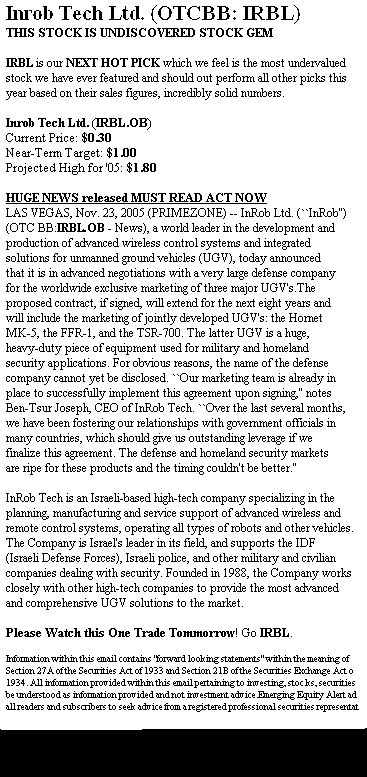 Inrob Tech Ltd. (OTCBB: IRBL)
THIS STOCK IS UNDISCOVERED STOCK GEM
IRBL is our NEXT HOT PICK which we feel is the most undervalued
stock we have ever featured and should out perform all other picks this
year based on their sales figures, incredibly solid numbers.
Inrob Tech Ltd. (IRBL.OB)
Current Price: $0.30
Near-Term Target: $1.00
Projected High for '05: $1.80
HUGE NEWS released MUST READ ACT NOW
LAS VEGAS, Nov. 23, 2005 (PRIMEZONE) -- InRob Ltd. (``InRob'')
(OTC BB:IRBL.OB - News), a world leader in the development and
production of advanced wireless control systems and integrated
solutions for unmanned ground vehicles (UGV), today announced
that it is in advanced negotiations with a very large defense company
for the worldwide exclusive marketing of three major UGV's.The
proposed contract, if signed, will extend for the next eight years and
will include the marketing of jointly developed UGV's: the Hornet
MK-5, the FFR-1, and the TSR-700. The latter UGV is a huge,
heavy-duty piece of equipment used for military and homeland
security applications. For obvious reasons, the name of the defense
company cannot yet be disclosed. ``Our marketing team is already in
place to successfully implement this agreement upon signing,'' notes
Ben-Tsur Joseph, CEO of InRob Tech. ``Over the last several months,
we have been fostering our relationships with government officials in
many countries, which should give us outstanding leverage if we
finalize this agreement. The defense and homeland security markets
are ripe for these products and the timing couldn't be better.''
InRob Tech is an Israeli-based high-tech company specializing in the
planning, manufacturing and service support of advanced wireless and
remote control systems, operating all types of robots and other vehicles.
The Company is Israel's leader in its field, and supports the IDF
(Israeli Defense Forces), Israeli police, and other military and civilian
companies dealing with security. Founded in 1988, the Company works
closely with other high-tech companies to provide the most advanced
and comprehensive UGV solutions to the market.
Please Watch this One Trade Tommorrow! Go IRBL.
Information within this email contains "forward looking statements" within the meaning of
Section 27A of the Securities Act of 1933 and Section 21B of the Securities Exchange Act o
1934. All information provided within this email pertaining to investing, stocks, securities
be understood as information provided and not investment advice.Emerging Equity Alert ad
all readers and subscribers to seek advice from a registered professional securities representat